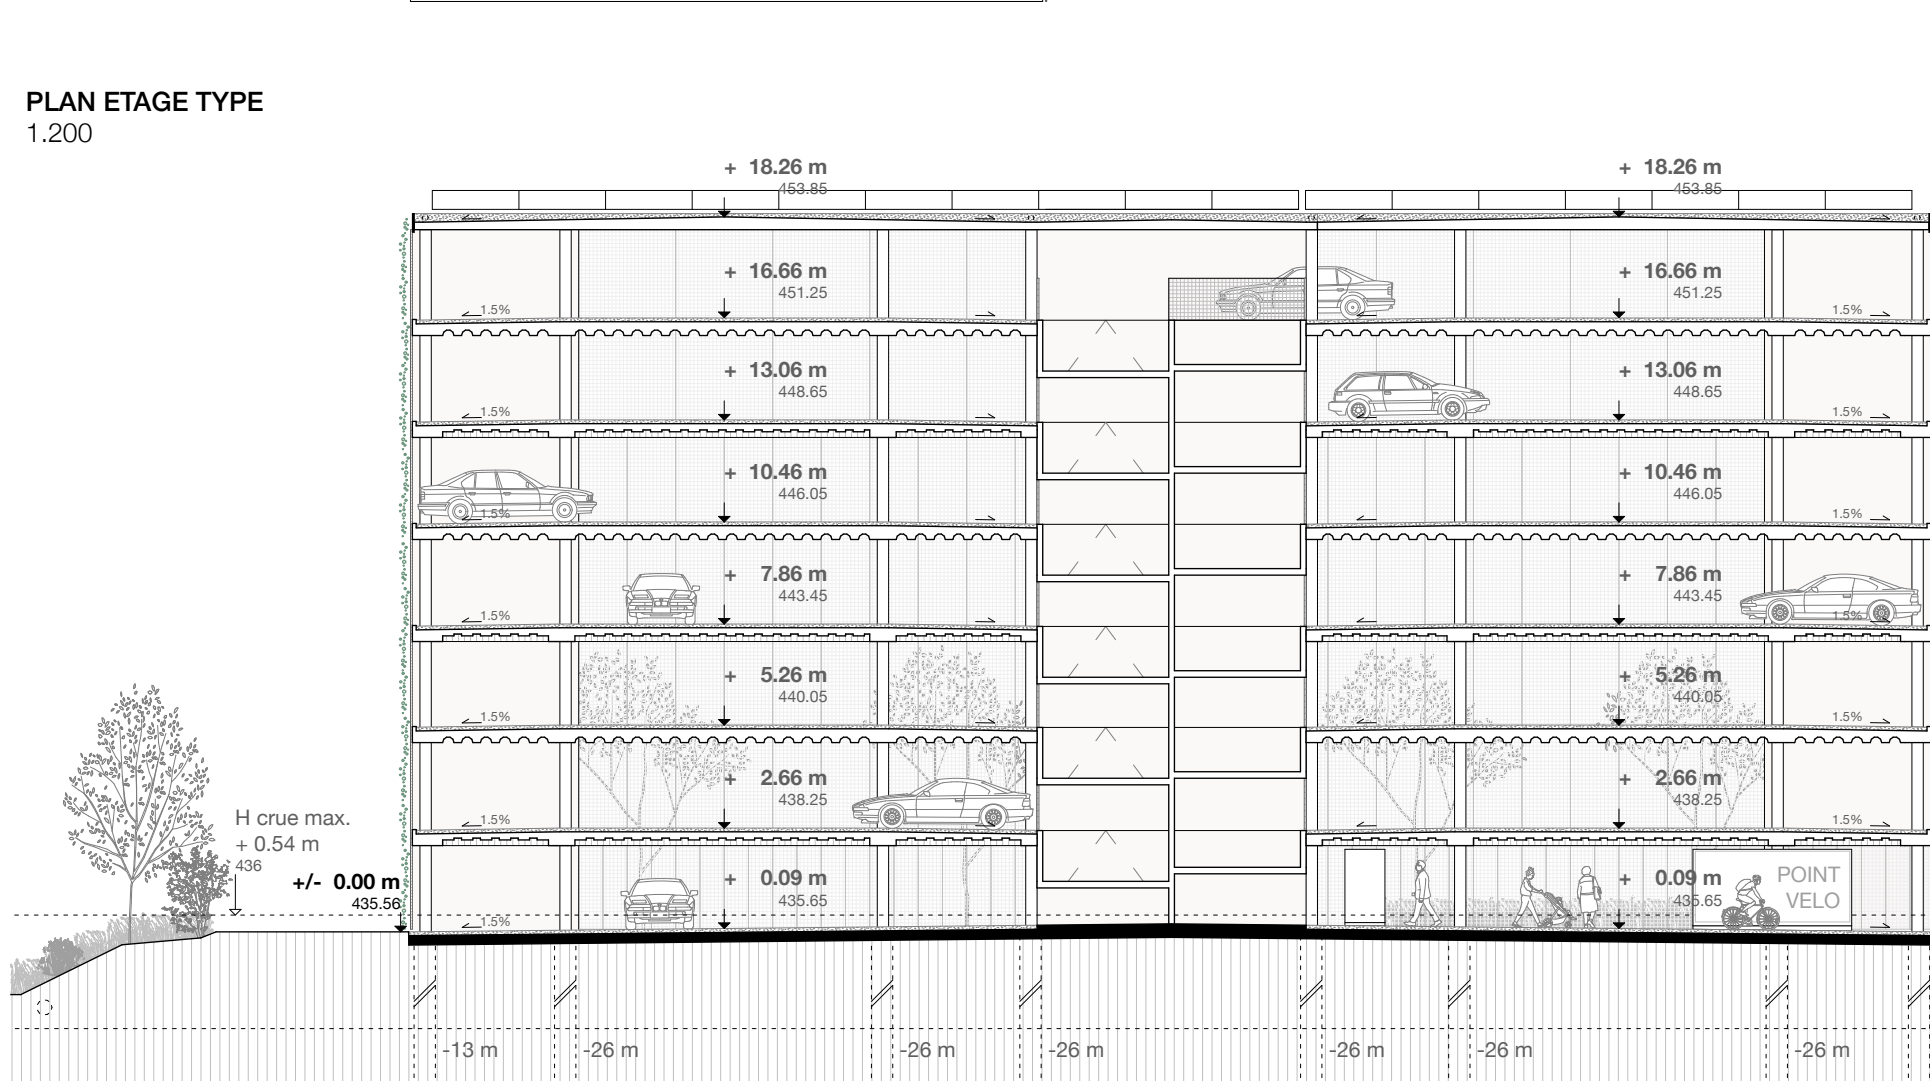 PLAN ETAGE TYPE
1.200
+ 18.26 m
453.85
+ 18.26 m
453.85
+ 16.66 m
451.25
+ 16.66 m
451.25
1.5%
1.5%
+ 13.06 m
448.65
+ 13.06 m
448.65
1.5%
1.5%
+ 10.46 m
446.05
+ 10.46 m
446.05
1.5%
1.5%
+ 7.86 m
443.45
+ 7.86 m
443.45
1.5%
1.5%
+ 5.26 m
440.05
+ 5.26 m
440.05
1.5%
1.5%
+ 2.66 m
438.25
+ 2.66 m
438.25
1.5%
1.5%
H crue max.
+ 0.54 m
436
+/- 0.00 m
435.56
+ 0.09 m
435.65
+ 0.09 m
435.65
POINT
VELO
1.5%
-13 m
-26 m
-26 m
-26 m
-26 m
-26 m
-26 m